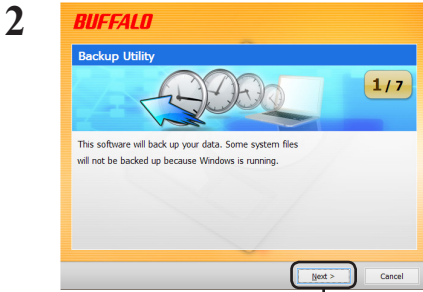 2
BUFFALO
Backup Utility
1 / 7
This software will back up your data. Some system files
will not be backed up because Windows is running.
Next >
Cancel